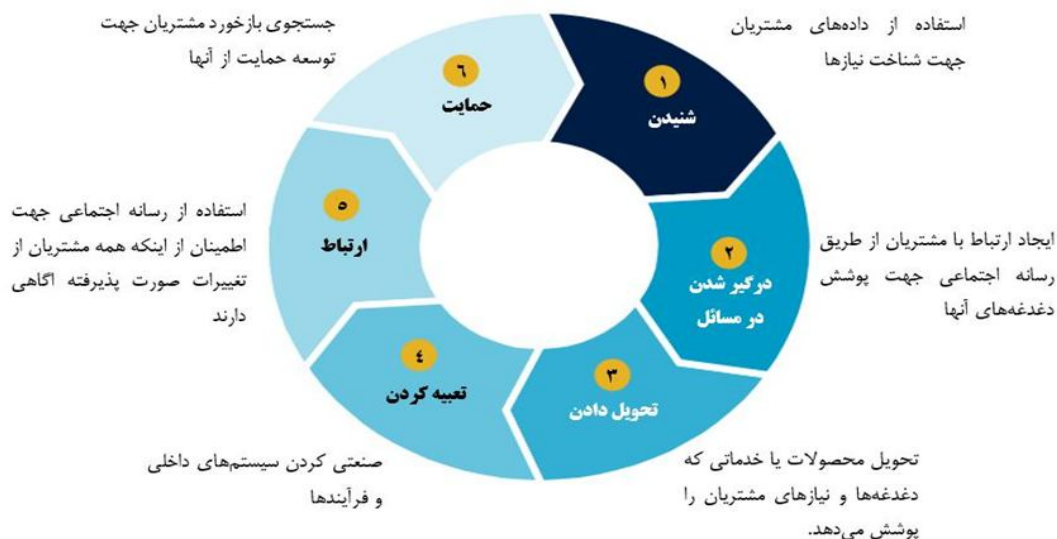 ۱
شنیدن
استفاده از داده‌های مشتریان
جهت شناخت نیازها
۲
درگیر شدن
در مسائل
ایجاد ارتباط با مشتریان از طریق
رسانه اجتماعی جهت پوشش
دغدغه‌های آنها
۳
تحویل دادن
تحویل محصولات یا خدماتی که
دغدغه‌ها و نیازهای مشتریان را
پوشش می‌دهد.
٤
تعبیه کردن
صنعتی کردن سیستم‌های داخلی
و فرآیندها
۵
ارتباط
استفاده از رسانه اجتماعی جهت
اطمینان از اینکه همه مشتریان از
تغییرات صورت پذیرفته اگاهی
دارند
٦
حمایت
جستجوی بازخورد مشتریان جهت
توسعه حمایت از آنها